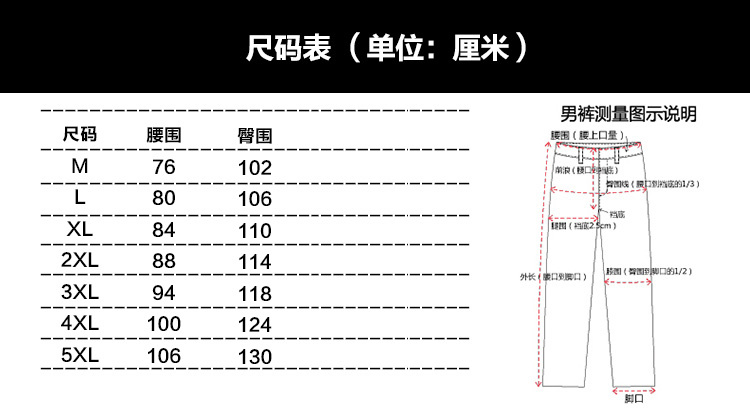 尺码表（单位：厘米）
尺码 腰围 臀围
M 76 102
L 80 106
XL 84 110
2XL 88 114
3XL 94 118
4XL 100 124
5XL 106 130
男裤测量图示说明
腰围（腰上口量）
前浪（腰口到裆底）
臀围线（腰口到裆底的1/3）
裆底
腿围（裆底2.5cm）
外长（腰口到脚口）
膝围（臀围到脚口的1/2）
脚口